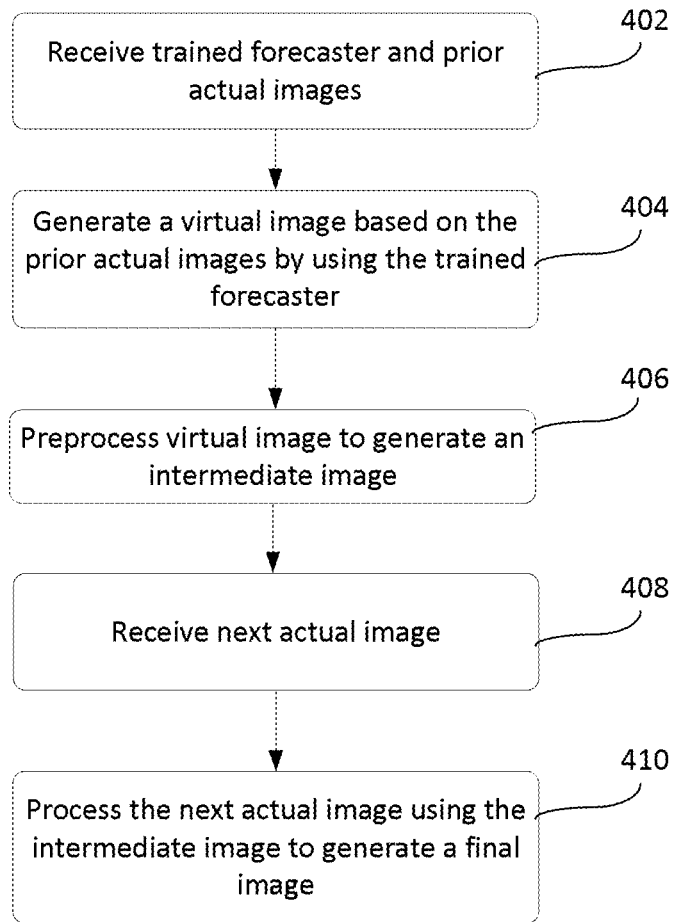 402
Receive trained forecaster and prior
actual images
404
Generate a virtual image based on the
prior actual images by using the trained
forecaster
406
Preprocess virtual image to generate an
intermediate image
408
Receive next actual image
410
Process the next actual image using the
intermediate image to generate a final
image